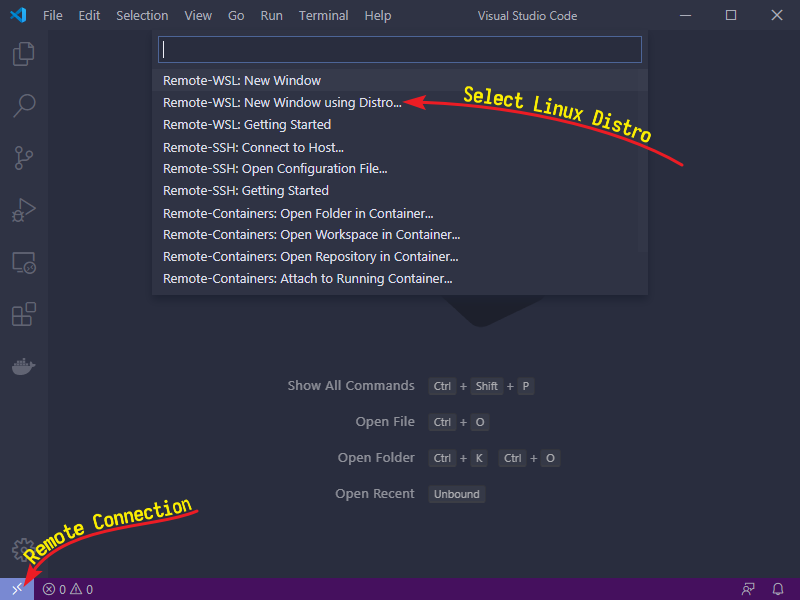 File Edit Selection View Go Run Terminal Help Visual Studio Code
Remote-WSL: New Window
Remote-WSL: New Window using Distro...
Select Linux Distro
Remote-WSL: Getting Started
Remote-SSH: Connect to Host...
Remote-SSH: Open Configuration File...
Remote-SSH: Getting Started
Remote-Containers: Open Folder in Container...
Remote-Containers: Open Workspace in Container...
Remote-Containers: Open Repository in Container...
Remote-Containers: Attach to Running Container...
Show All Commands Ctrl + Shift + P
Open File Ctrl + O
Open Folder Ctrl + K Ctrl + O
Open Recent Unbound
Remote Connection
0 0